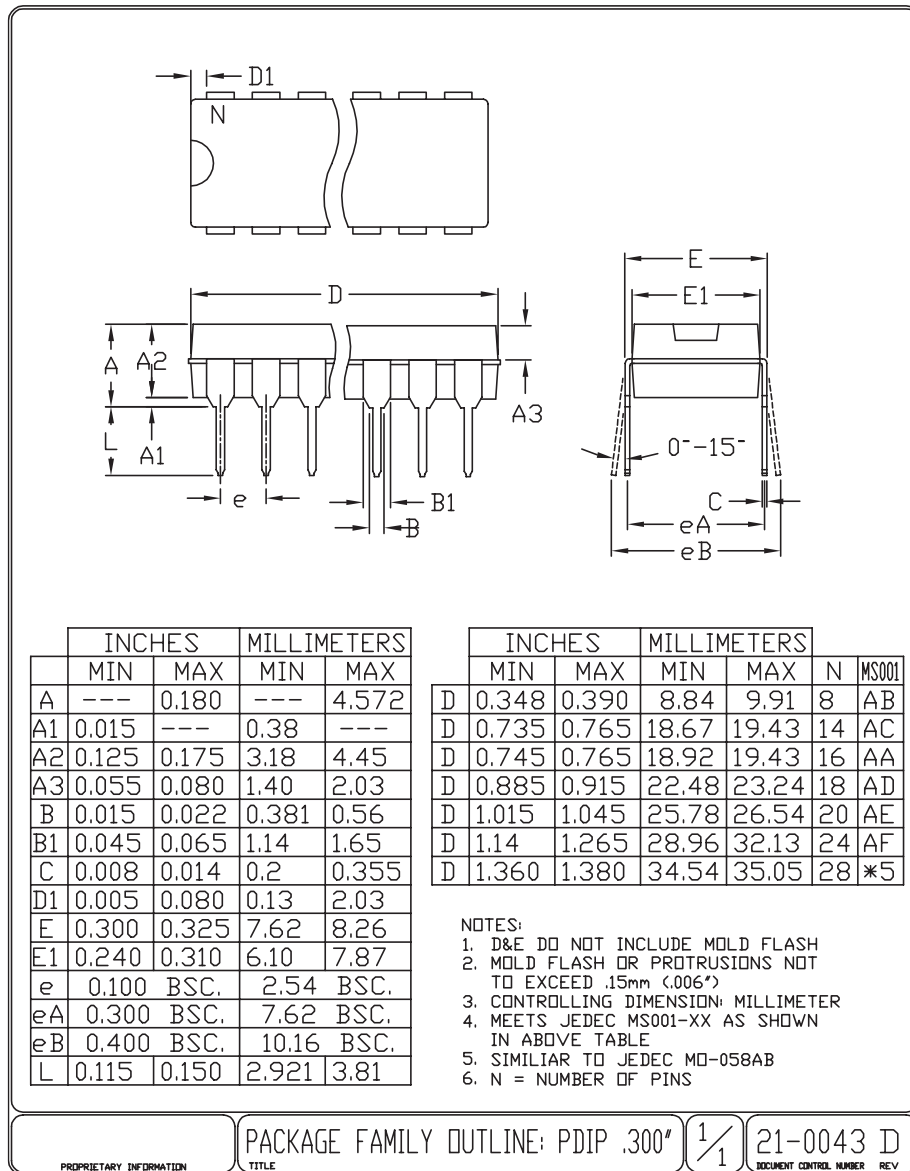 D1
N
D
E
E1
A
A2
A3
L
A1
0°-15°
e
B1
B
C
eA
eB
INCHES MILLIMETERS
MIN MAX MIN MAX
A --- 0.180 --- 4.572
A1 0.015 --- 0.38 ---
A2 0.125 0.175 3.18 4.45
A3 0.055 0.080 1.40 2.03
B 0.015 0.022 0.381 0.56
B1 0.045 0.065 1.14 1.65
C 0.008 0.014 0.2 0.355
D1 0.005 0.080 0.13 2.03
E 0.300 0.325 7.62 8.26
E1 0.240 0.310 6.10 7.87
e 0.100 BSC. 2.54 BSC.
eA 0.300 BSC. 7.62 BSC.
eB 0.400 BSC. 10.16 BSC.
L 0.115 0.150 2.921 3.81
INCHES MILLIMETERS
MIN MAX MIN MAX N MS001
D 0.348 0.390 8.84 9.91 8 AB
D 0.735 0.765 18.67 19.43 14 AC
D 0.745 0.765 18.92 19.43 16 AA
D 0.885 0.915 22.48 23.24 18 AD
D 1.015 1.045 25.78 26.54 20 AE
D 1.14 1.265 28.96 32.13 24 AF
D 1.360 1.380 34.54 35.05 28 *5
NOTES:
1. D&E DO NOT INCLUDE MOLD FLASH
2. MOLD FLASH OR PROTRUSIONS NOT
TO EXCEED .15mm (.006")
3. CONTROLLING DIMENSION: MILLIMETER
4. MEETS JEDEC MS001-XX AS SHOWN
IN ABOVE TABLE
5. SIMILIAR TO JEDEC MO-058AB
6. N = NUMBER OF PINS
PROPRIETARY INFORMATION
PACKAGE FAMILY OUTLINE: PDIP .300"
TITLE
1/1
21-0043 D
DOCUMENT CONTROL NUMBER REV